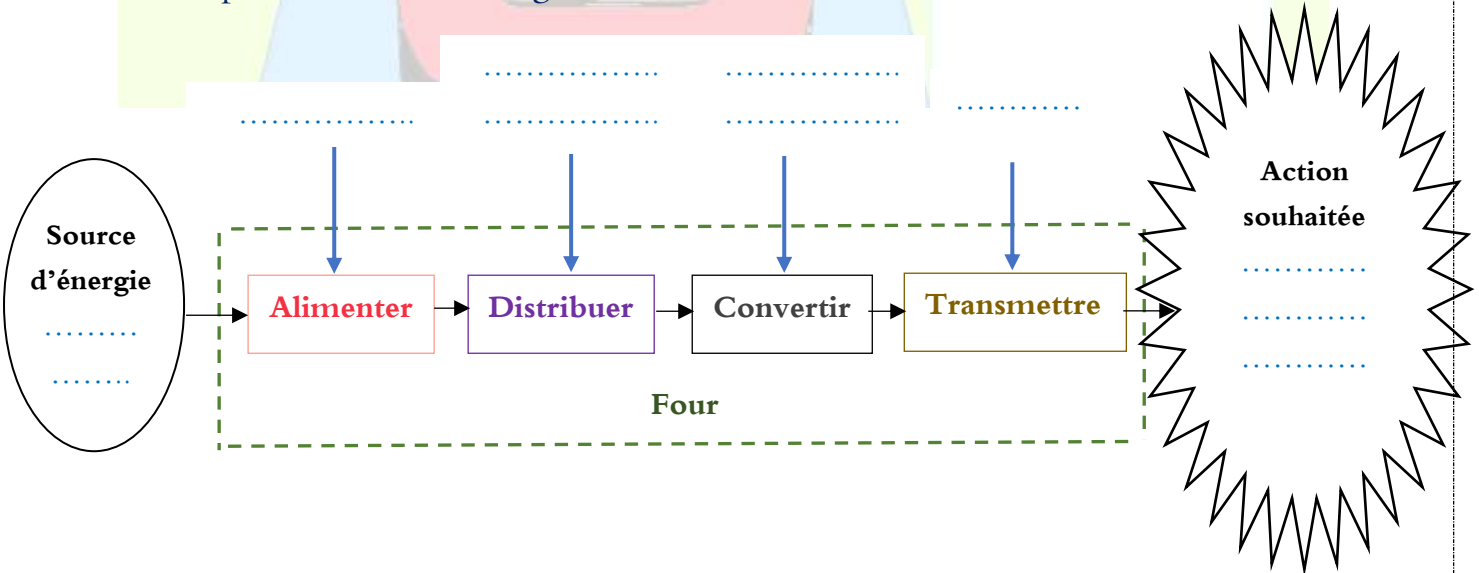 ……………..
……………..
……………..
……………..
……………..
…………
Source
d’énergie
………
……..
Alimenter
Distribuer
Convertir
Transmettre
Four
Action
souhaitée
…………
…………
…………